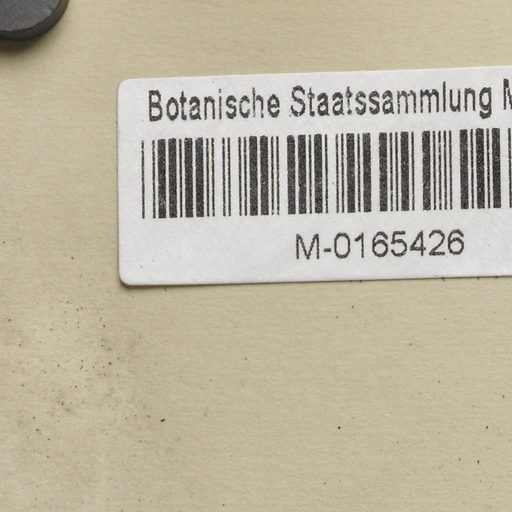 Botanische Staatssammlung
M-0165426